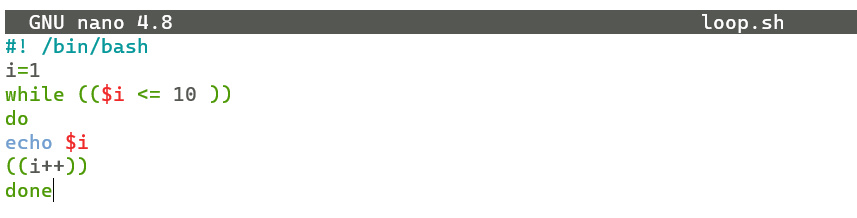 GNU nano 4.8 loop.sh
#! /bin/bash
i=1
while (($i <= 10 ))
do
echo $i
((i++))
done